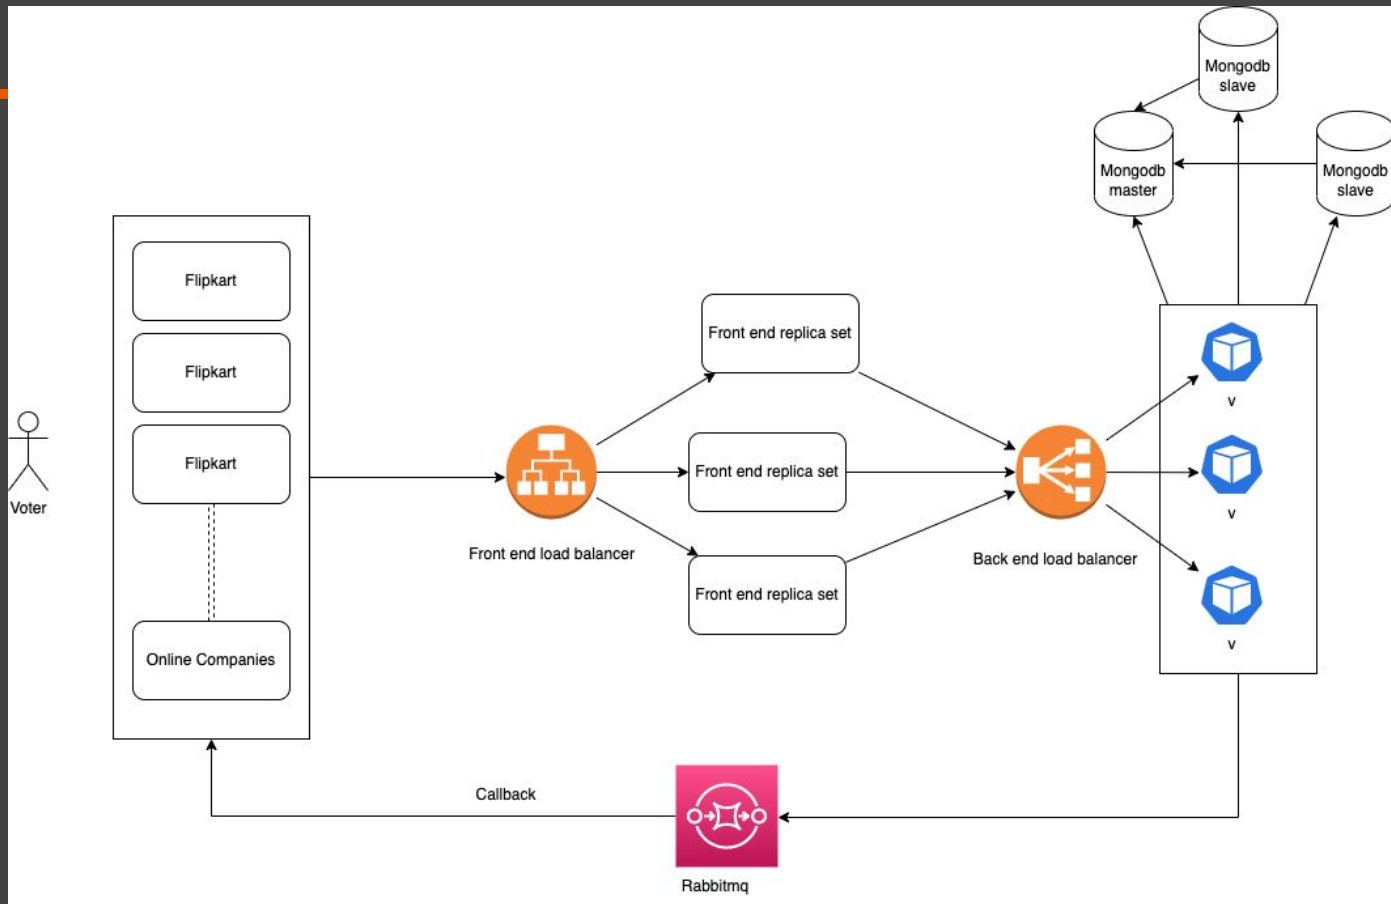 Mongodb
slave
Mongodb
master
Mongodb
slave
Flipkart
Flipkart
Flipkart
Online Companies
Voter
Front end load balancer
Front end replica set
Front end replica set
Front end replica set
Back end load balancer
v
v
v
Callback
Rabbitmq